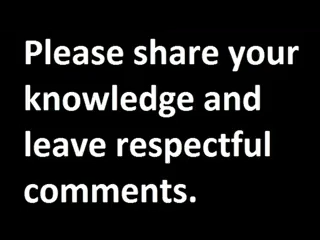 Please share your
knowledge and
leave respectful
comments.